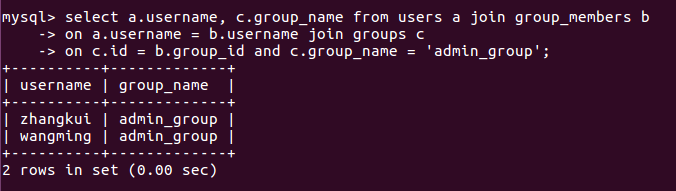 mysql> select a.username, c.group_name from users a join group_members b
    -> on a.username = b.username join groups c
    -> on c.id = b.group_id and c.group_name = 'admin_group';
+----------+-------------+
| username | group_name  |
+----------+-------------+
| zhangkui | admin_group |
| wangming | admin_group |
+----------+-------------+
2 rows in set (0.00 sec)